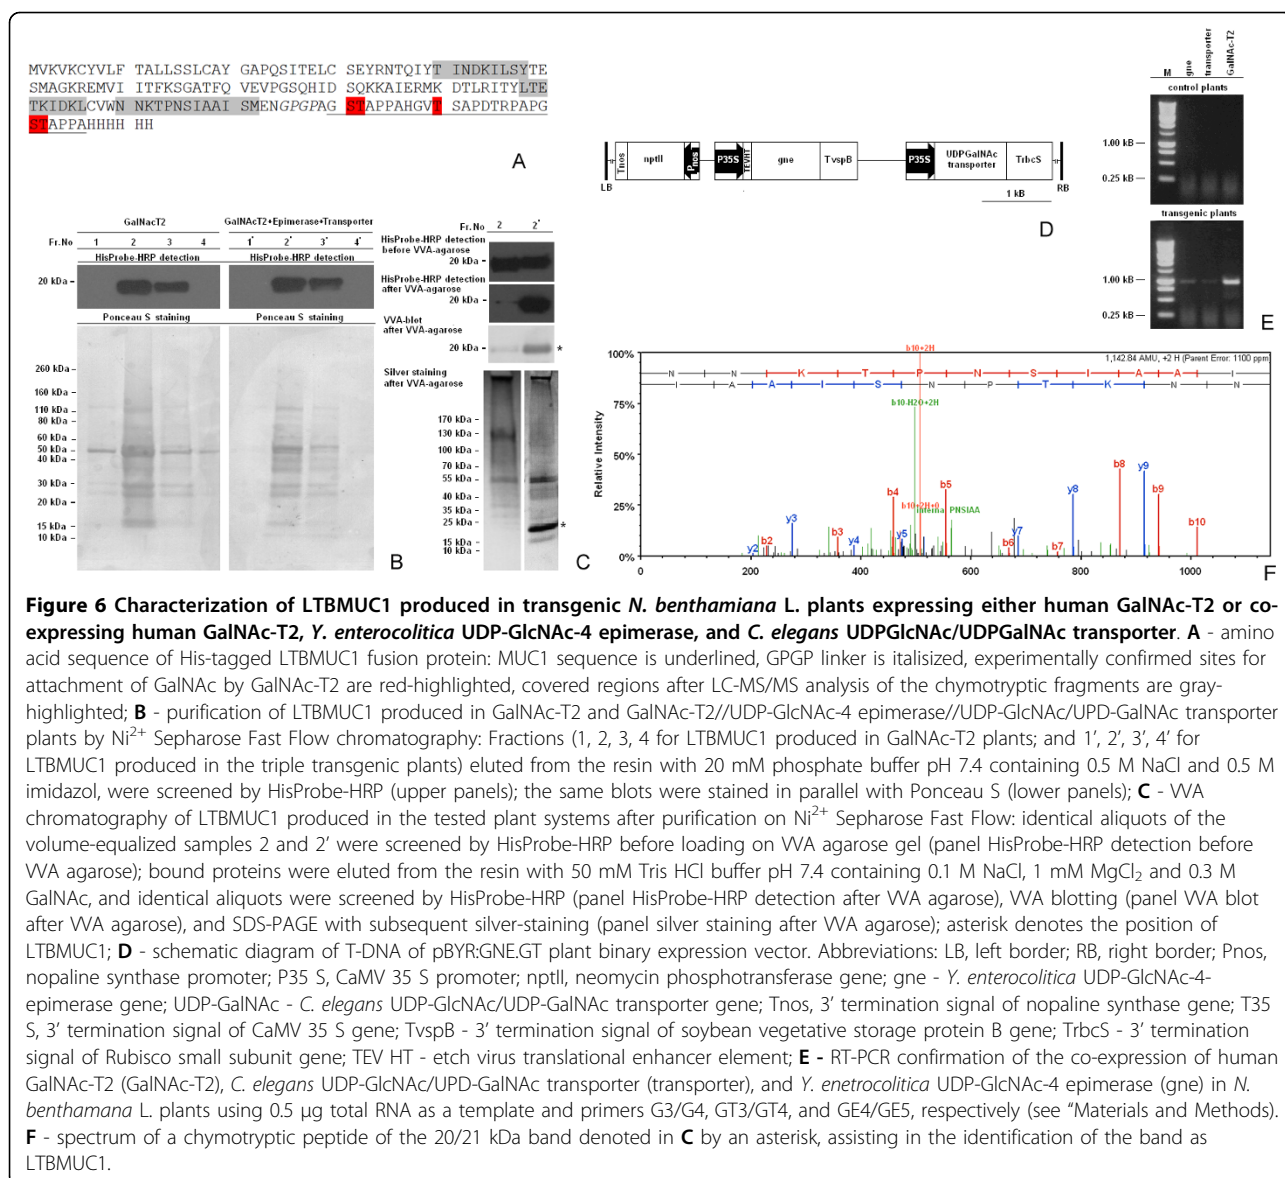 MVKVKCYVLF TALLSSLCAY GAPQSITELC SEYRNTQIYT INDKILSYTE
SMAGKREMVI ITFKSGATFQ VEVPGSQHID SQKKAIERMK DTLRITYLTE
TKIDKLCVWN NKTPNSIAAI SMENGPGPAG STAPPAHGVT SAPDTRPAPG
STAPPAHHHH HH
A
GalNAcT2
GalNAcT2+Epimerase+Transporter
Fr.No
1 2 3 4
1' 2' 3' 4'
HisProbe-HRP detection
HisProbe-HRP detection
20 kDa
Ponceau S staining
Ponceau S staining
260 kDa
160 kDa
110 kDa
80 kDa
60 kDa
50 kDa
40 kDa
30 kDa
20 kDa
15 kDa
10 kDa
B
Fr.No 2 2'
HisProbe-HRP detection
before VVA-agarose
20 kDa
HisProbe-HRP detection
after VVA-agarose
20 kDa
VVA-blot
after VVA-agarose
20 kDa
*
Silver staining
after VVA-agarose
170 kDa
130 kDa
100 kDa
70 kDa
55 kDa
40 kDa
35 kDa
25 kDa
*
15 kDa
10 kDa
C
LB
Tnos
nptII
Pnos
P35S
TEVHT
gne
TvspB
P35S
UDPGalNAc
transporter
TrbcS
RB
1 kB
D
M gne transporter GalNAc-T2
control plants
1.00 kB
0.25 kB
transgenic plants
1.00 kB
0.25 kB
E
b10+2H
1,142.84 AMU, +2 H (Parent Error: 1100 ppm
N N K T P N S I A A I
I A A I S N P T K N N
100%
75%
50%
25%
0%
Relative Intensity
b10-H2O+2H
b10+2H+0
internal PNSIAA
y2 b2 y3 b3 y4 b4 y5 b5 b6 y7 b7 y8 b8 y9 b9 b10
0 200 400 600 800 1000
F
Figure 6 Characterization of LTBMUC1 produced in transgenic N. benthamiana L. plants expressing either human GalNAc-T2 or co-
expressing human GalNAc-T2, Y. enterocolitica UDP-GlcNAc-4 epimerase, and C. elegans UDPGlcNAc/UDPGalNAc transporter. A - amino
acid sequence of His-tagged LTBMUC1 fusion protein: MUC1 sequence is underlined, GPGP linker is italisized, experimentally confirmed sites for
attachment of GalNAc by GalNAc-T2 are red-highlighted, covered regions after LC-MS/MS analysis of the chymotryptic fragments are gray-
highlighted; B - purification of LTBMUC1 produced in GalNAc-T2 and GalNAc-T2//UDP-GlcNAc-4 epimerase//UDP-GlcNAc/UPD-GalNAc transporter
plants by Ni2+ Sepharose Fast Flow chromatography: Fractions (1, 2, 3, 4 for LTBMUC1 produced in GalNAc-T2 plants; and 1’, 2’, 3’, 4’ for
LTBMUC1 produced in the triple transgenic plants) eluted from the resin with 20 mM phosphate buffer pH 7.4 containing 0.5 M NaCl and 0.5 M
imidazol, were screened by HisProbe-HRP (upper panels); the same blots were stained in parallel with Ponceau S (lower panels); C - VVA
chromatography of LTBMUC1 produced in the tested plant systems after purification on Ni2+ Sepharose Fast Flow: identical aliquots of the
volume-equalized samples 2 and 2’ were screened by HisProbe-HRP before loading on VVA agarose gel (panel HisProbe-HRP detection before
VVA agarose); bound proteins were eluted from the resin with 50 mM Tris HCl buffer pH 7.4 containing 0.1 M NaCl, 1 mM MgCl2 and 0.3 M
GalNAc, and identical aliquots were screened by HisProbe-HRP (panel HisProbe-HRP detection after VVA agarose), VVA blotting (panel VVA blot
after VVA agarose), and SDS-PAGE with subsequent silver-staining (panel silver staining after VVA agarose); asterisk denotes the position of
LTBMUC1; D - schematic diagram of T-DNA of pBYR:GNE.GT plant binary expression vector. Abbreviations: LB, left border; RB, right border; Pnos,
nopaline synthase promoter; P35 S, CaMV 35 S promoter; nptII, neomycin phosphotransferase gene; gne - Y. enterocolitica UDP-GlcNAc-4-
epimerase gene; UDP-GalNAc - C. elegans UDP-GlcNAc/UDP-GalNAc transporter gene; Tnos, 3’ termination signal of nopaline synthase gene; T35
S, 3’ termination signal of CaMV 35 S gene; TvspB - 3’ termination signal of soybean vegetative storage protein B gene; TrbcS - 3’ termination
signal of Rubisco small subunit gene; TEV HT - etch virus translational enhancer element; E - RT-PCR confirmation of the co-expression of human
GalNAc-T2 (GalNAc-T2), C. elegans UDP-GlcNAc/UPD-GalNAc transporter (transporter), and Y. enetrocolitica UDP-GlcNAc-4 epimerase (gne) in N.
benthamana L. plants using 0.5 μg total RNA as a template and primers G3/G4, GT3/GT4, and GE4/GE5, respectively (see “Materials and Methods).
F - spectrum of a chymotryptic peptide of the 20/21 kDa band denoted in C by an asterisk, assisting in the identification of the band as
LTBMUC1.